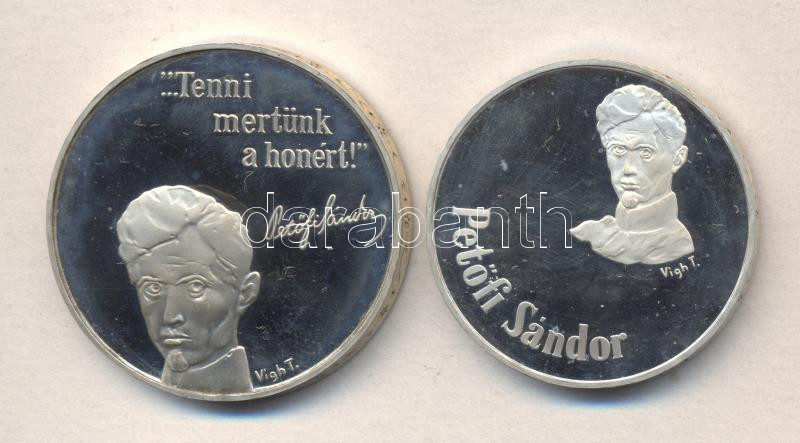 "...Tenni
mertünk
a honért!"
Petőfi Sándor
Vigh T.
Petőfi Sándor
Vigh T.
darabanth